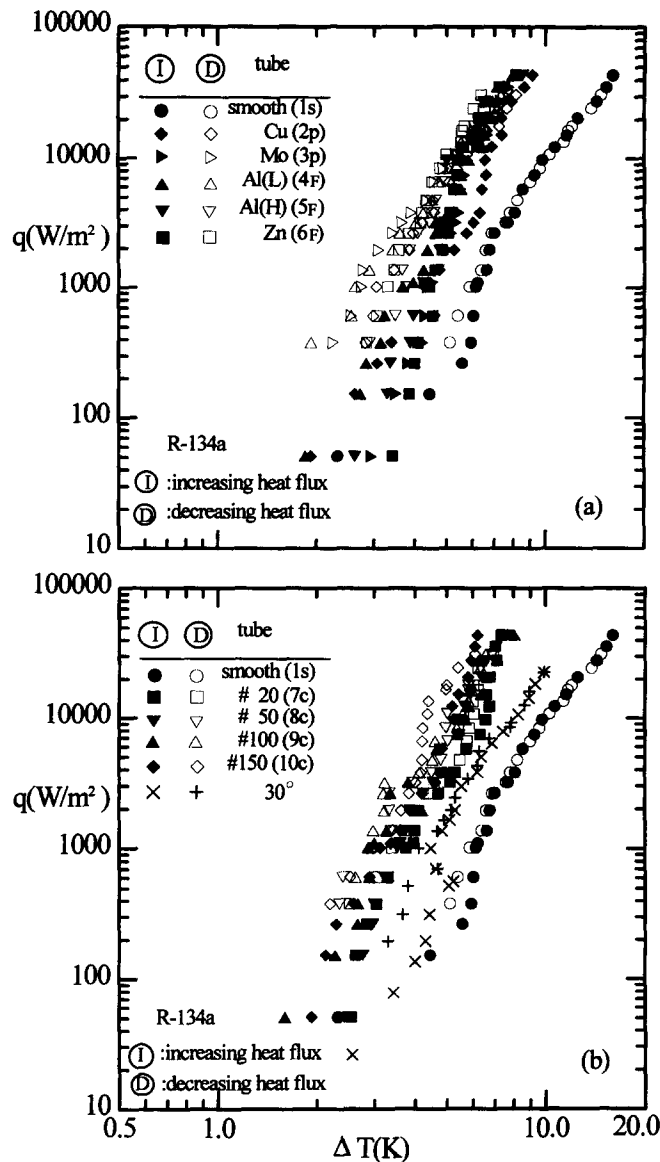 100000
I D tube
smooth (1s)
Cu (2p)
Mo (3p)
Al(L) (4F)
Al(H) (5F)
Zn (6F)
10000
q(W/m²)
1000
100
R-134a
I :increasing heat flux
D :decreasing heat flux
(a)
10
100000
I D tube
smooth (1s)
# 20 (7c)
# 50 (8c)
#100 (9c)
#150 (10c)
30°
10000
q(W/m²)
1000
100
R-134a
I :increasing heat flux
D :decreasing heat flux
(b)
10
0.5 1.0 10.0 20.0
Δ T(K)